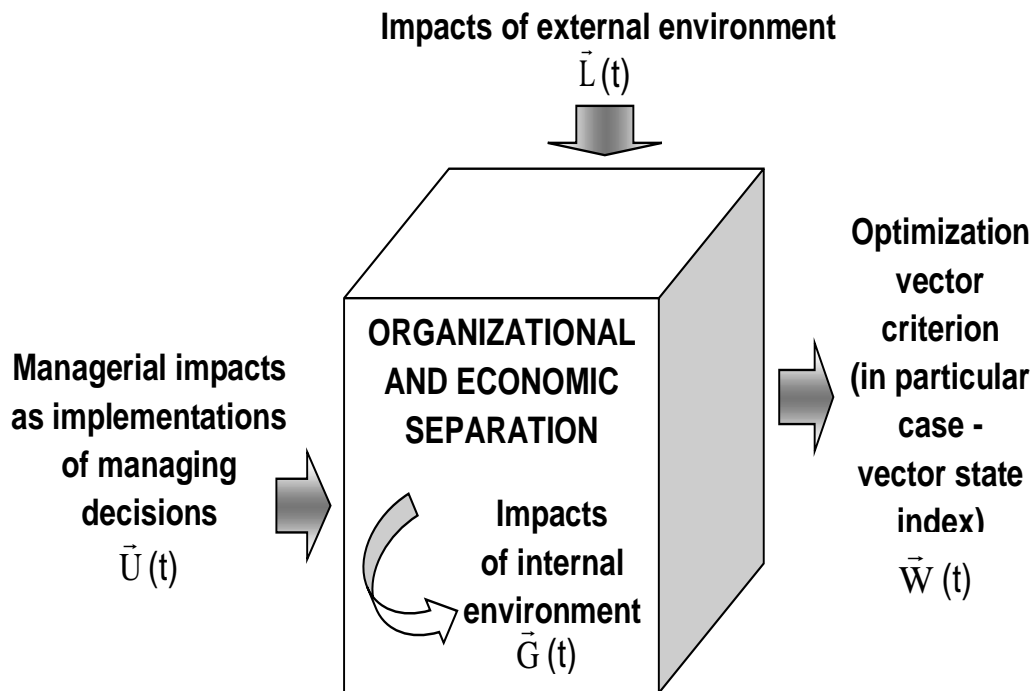 Impacts of external environment
L⃗ (t)
ORGANIZATIONAL
AND ECONOMIC
SEPARATION
Managerial impacts
as implementations
of managing
decisions
U⃗ (t)
Impacts
of internal
environment
G⃗ (t)
Optimization
vector
criterion
(in particular
case -
vector state
index)
W⃗ (t)